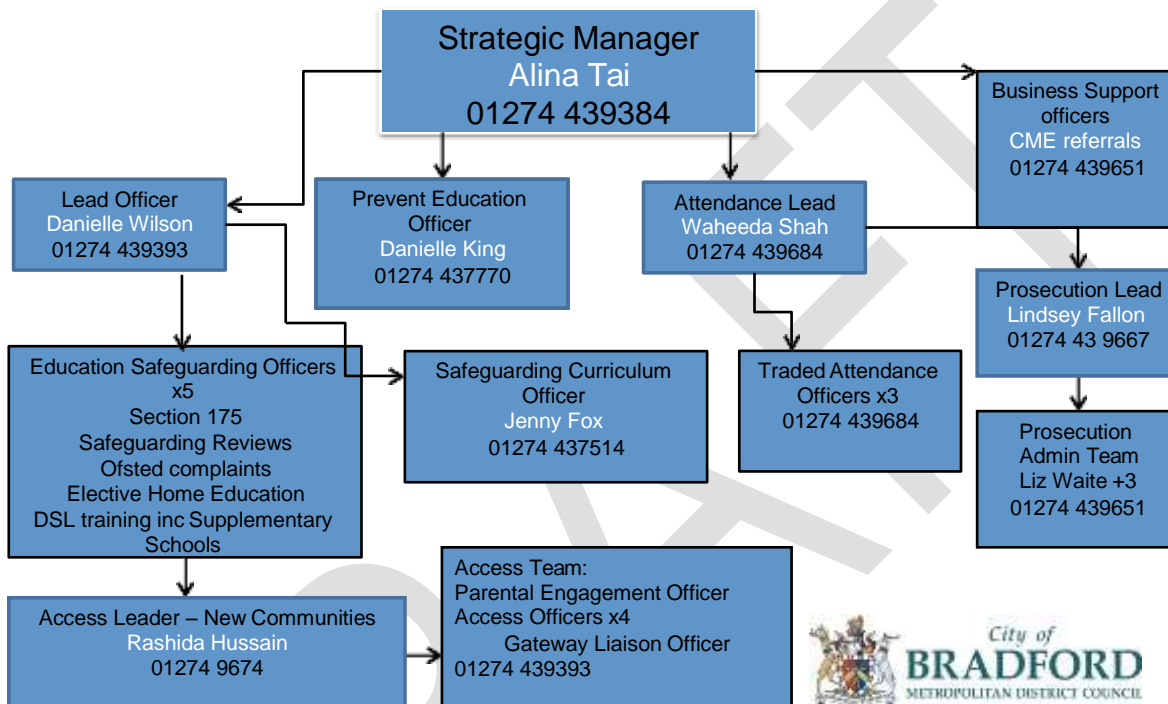 Strategic Manager
Alina Tai
01274 439384
Business Support
officers
CME referrals
01274 439651
Lead Officer
Danielle Wilson
01274 439393
Prevent Education
Officer
Danielle King
01274 437770
Attendance Lead
Waheeda Shah
01274 439684
Prosecution Lead
Lindsey Fallon
01274 43 9667
Education Safeguarding Officers
x5
Section 175
Safeguarding Reviews
Ofsted complaints
Elective Home Education
DSL training inc Supplementary
Schools
Safeguarding Curriculum
Officer
Jenny Fox
01274 437514
Traded Attendance
Officers x3
01274 439684
Prosecution
Admin Team
Liz Waite +3
01274 439651
Access Leader – New Communities
Rashida Hussain
01274 9674
Access Team:
Parental Engagement Officer
Access Officers x4
Gateway Liaison Officer
01274 439393
City of
BRADFORD
METROPOLITAN DISTRICT COUNCIL